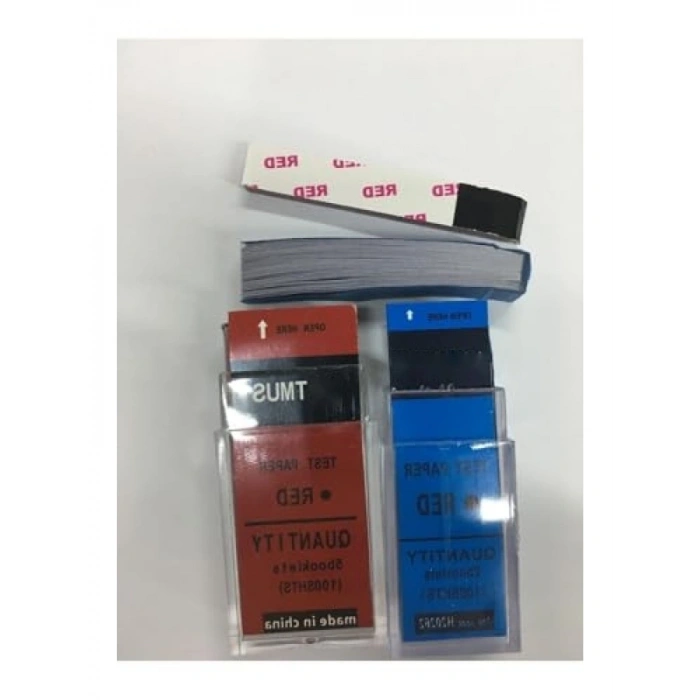 RED
RED RED RED
RED
OPEN HERE
OPEN HERE
TMUS
TEST PAPER
● RED
QUANTITY
5booklets
(100SHTS)
made in china
TEST PAPER
● RED
QUANTITY